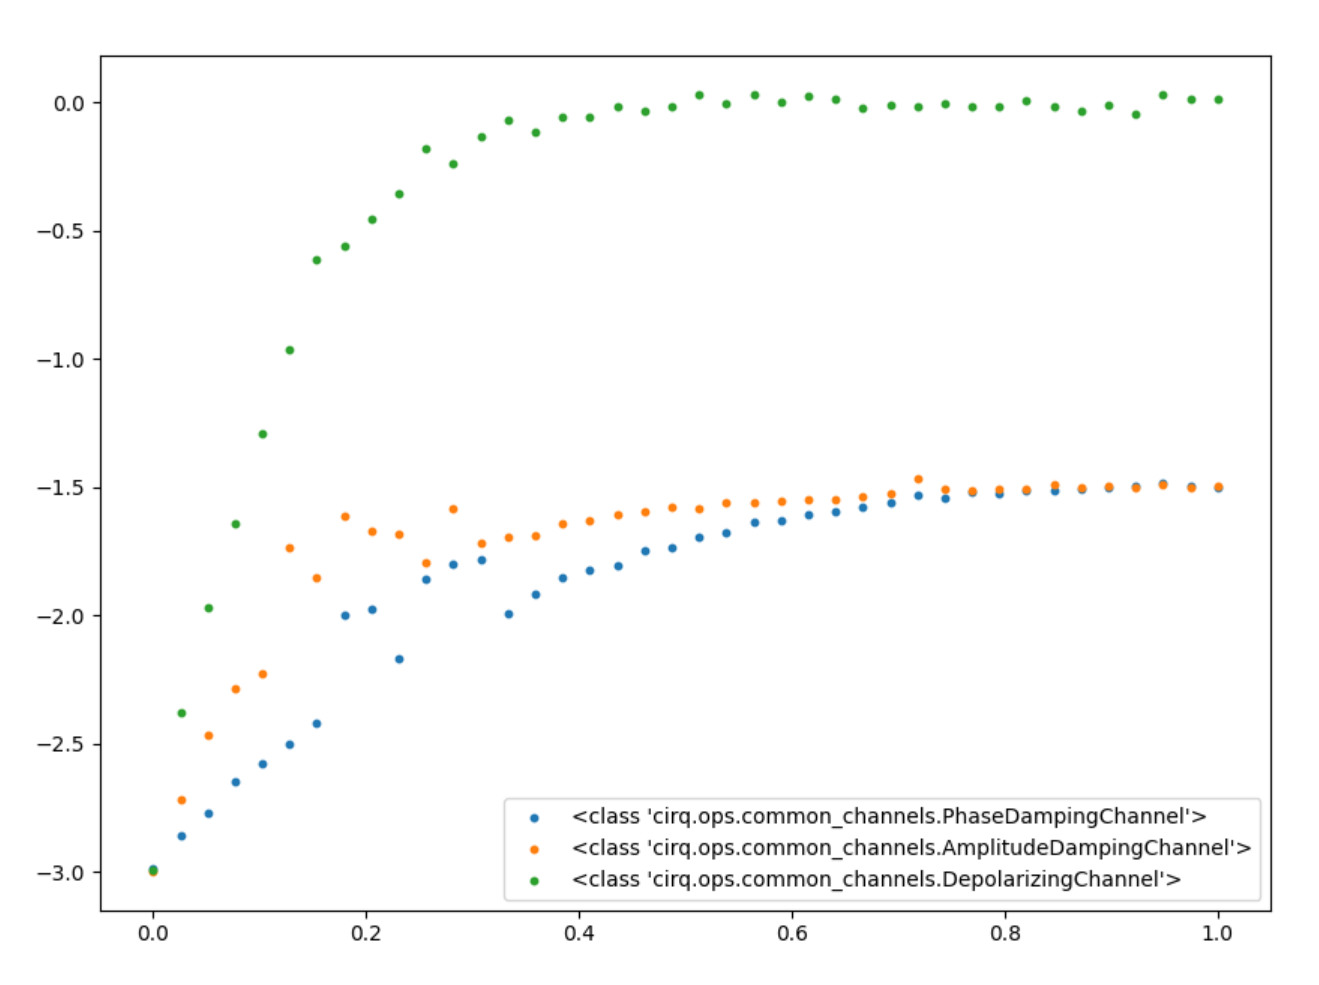 0.0
−0.5
−1.0
−1.5
−2.0
−2.5
−3.0
<class 'cirq.ops.common_channels.PhaseDampingChannel'>
<class 'cirq.ops.common_channels.AmplitudeDampingChannel'>
<class 'cirq.ops.common_channels.DepolarizingChannel'>
0.0 0.2 0.4 0.6 0.8 1.0